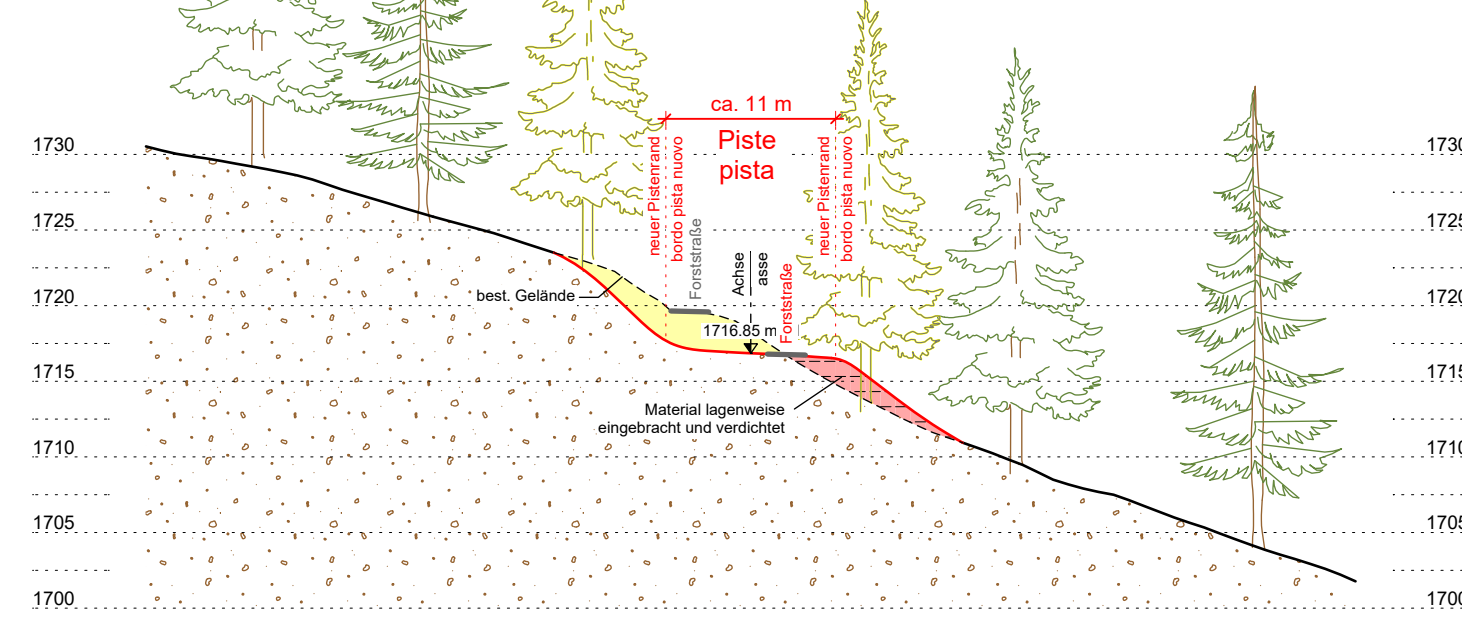 ca. 11 m
Piste
pista
neuer Pistenrand
bordo pista nuovo
neuer Pistenrand
bordo pista nuovo
Forststraße
Achse
asse
Forststraße
best. Gelände
1716.85 m
Material lagenweise
eingebracht und verdichtet
1730
1725
1720
1715
1710
1705
1700
1730
1725
1720
1715
1710
1705
1700